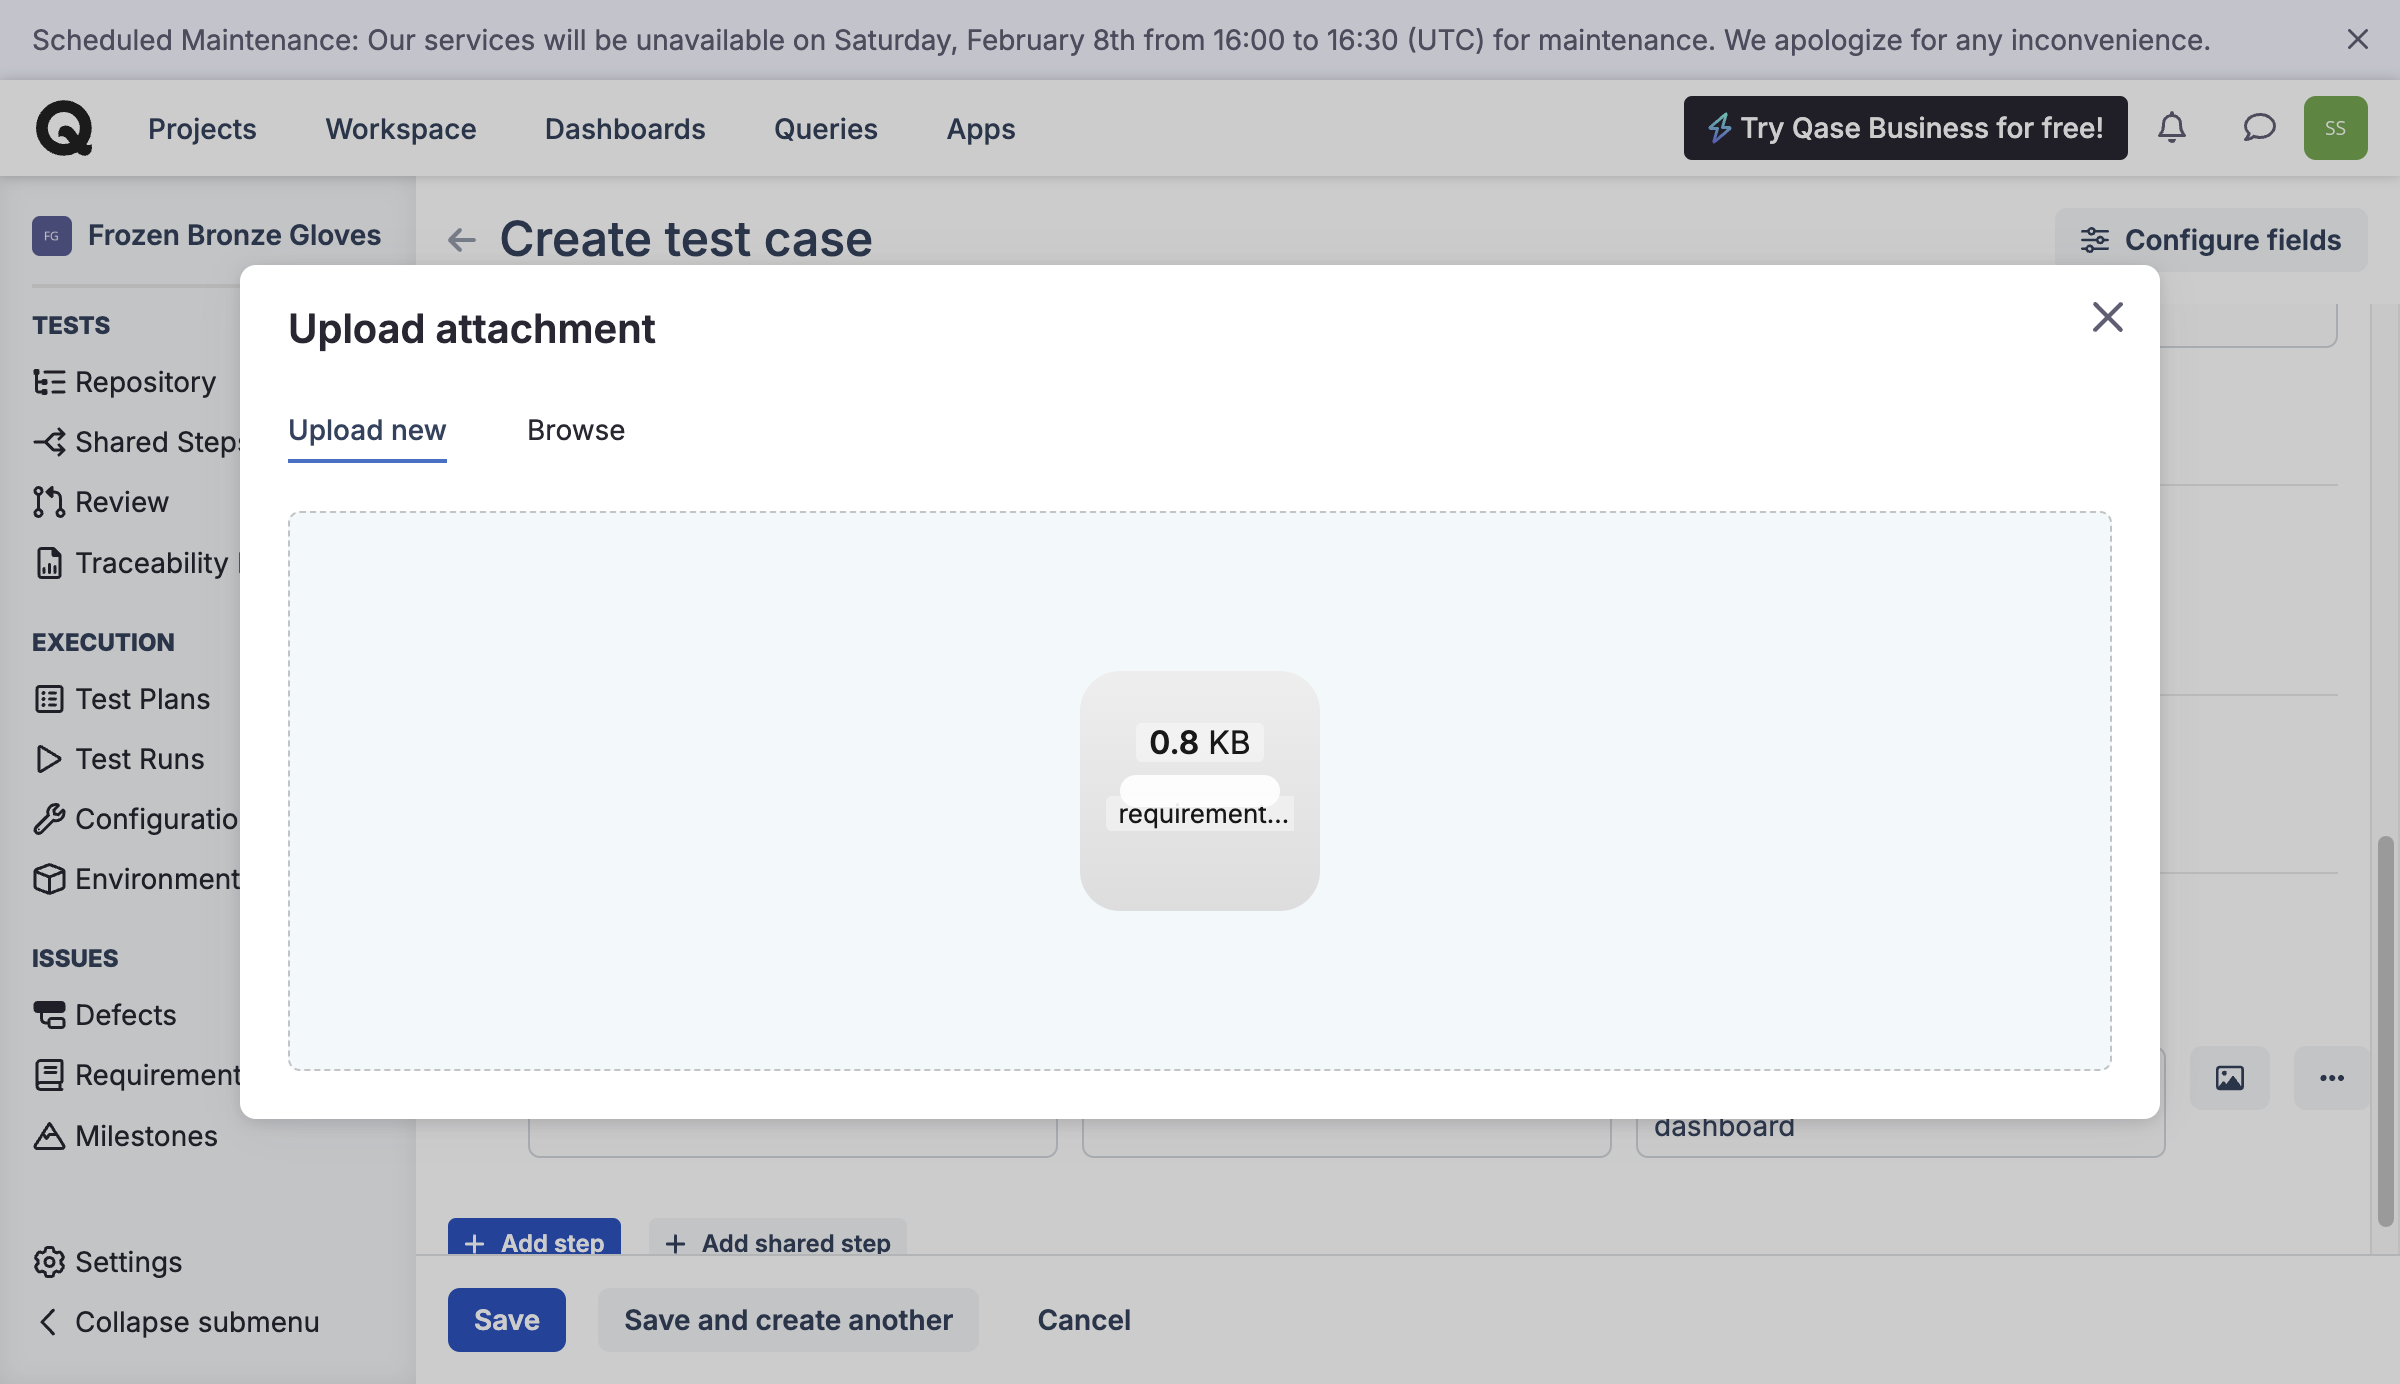 Scheduled Maintenance: Our services will be unavailable on Saturday, February 8th from 16:00 to 16:30 (UTC) for maintenance. We apologize for any inconvenience.
Projects
Workspace
Dashboards
Queries
Apps
Try Qase Business for free!
SS
FG
Frozen Bronze Gloves
Create test case
Configure fields
TESTS
Repository
Shared Steps
Review
Traceability
EXECUTION
Test Plans
Test Runs
Configuratio
Environment
ISSUES
Defects
Requirement
Milestones
Settings
Collapse submenu
Upload attachment
Upload new
Browse
0.8 KB
requirement...
dashboard
Add step
Add shared step
Save
Save and create another
Cancel